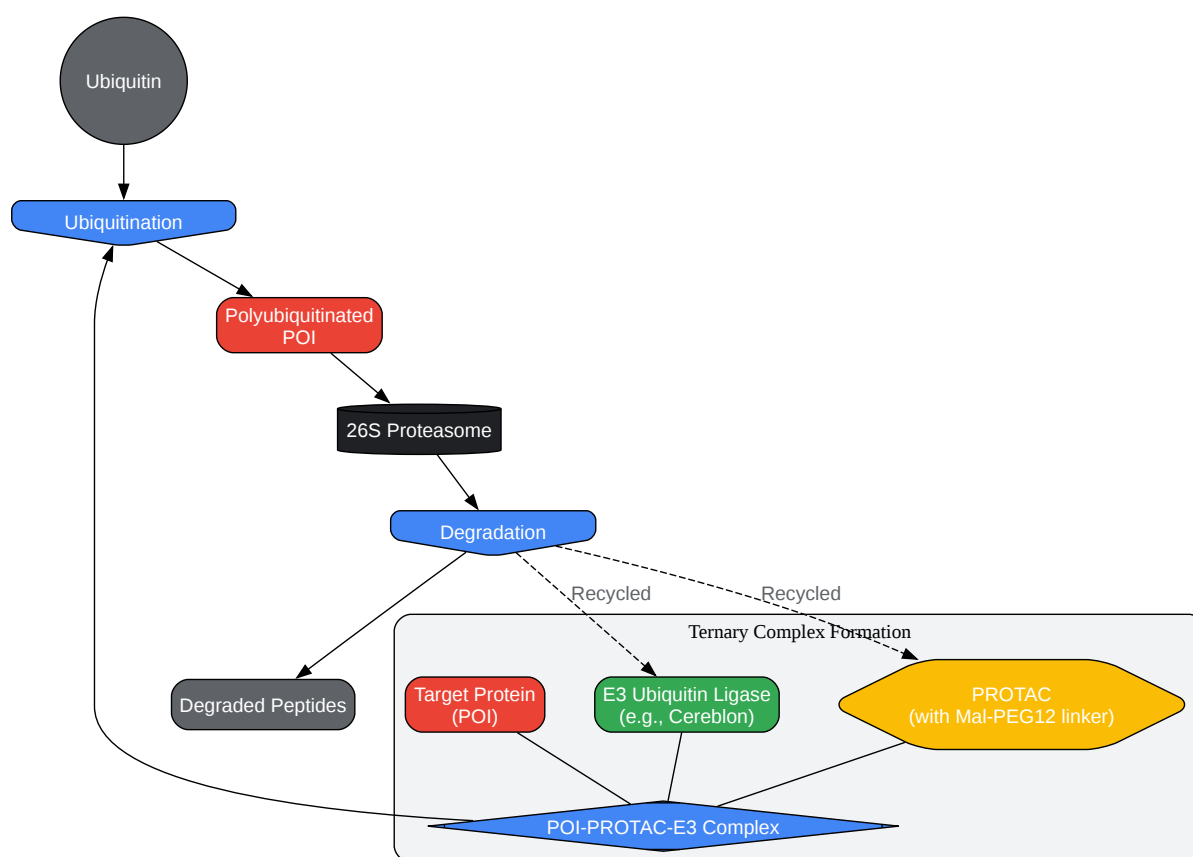 Ubiquitin
Ubiquitination
Polyubiquitinated
POI
26S Proteasome
Degradation
Recycled
Recycled
Ternary Complex Formation
Degraded Peptides
Target Protein
(POI)
E3 Ubiquitin Ligase
(e.g., Cereblon)
PROTAC
(with Mal-PEG12 linker)
POI-PROTAC-E3 Complex